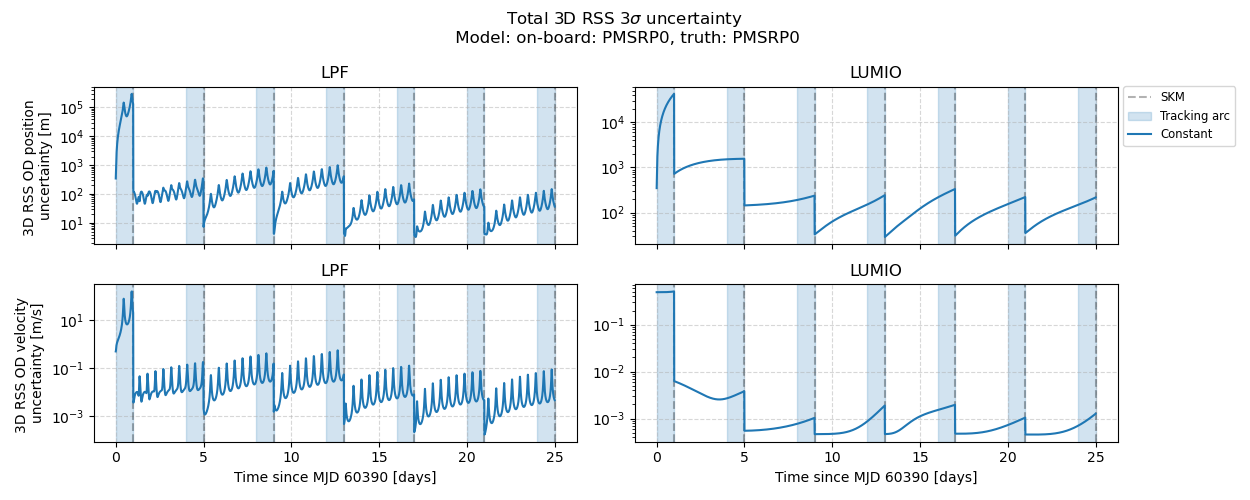 Total 3D RSS 3σ uncertainty
Model: on-board: PMSRP0, truth: PMSRP0
LPF
LUMIO
3D RSS OD position
uncertainty [m]
10⁵
10⁴
10³
10²
10¹
10⁴
10³
10²
SKM
Tracking arc
Constant
LPF
LUMIO
3D RSS OD velocity
uncertainty [m/s]
10¹
10⁻¹
10⁻³
10⁻¹
10⁻²
10⁻³
0 5 10 15 20 25
0 5 10 15 20 25
Time since MJD 60390 [days]
Time since MJD 60390 [days]